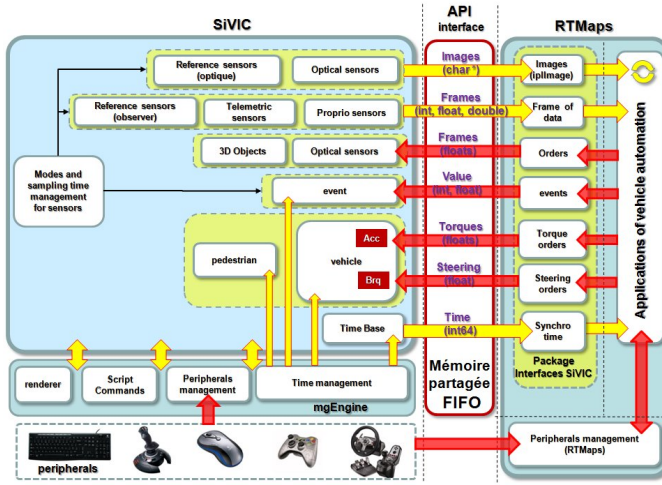 SiVIC
API
interface
RTMaps
Reference sensors
(optique)
Optical sensors
Images
(char*)
Images
(iplImage)
Reference sensors
(observer)
Telemetric
sensors
Proprio sensors
Frames
(int, float, double)
Frame of
data
3D Objects
Optical sensors
Frames
(floats)
Orders
Modes and
sampling time
management
for sensors
event
Value
(int, float)
events
pedestrian
vehicle
Acc
Brq
Torques
(floats)
Torque
orders
Steering
(float)
Steering
orders
Time Base
Time
(int64)
Synchro
time
Applications of vehicle automation
Package
Interfaces SiVIC
renderer
Script
Commands
Peripherals
management
Time management
mgEngine
Mémoire
partagée
FIFO
peripherals
Peripherals management
(RTMaps)